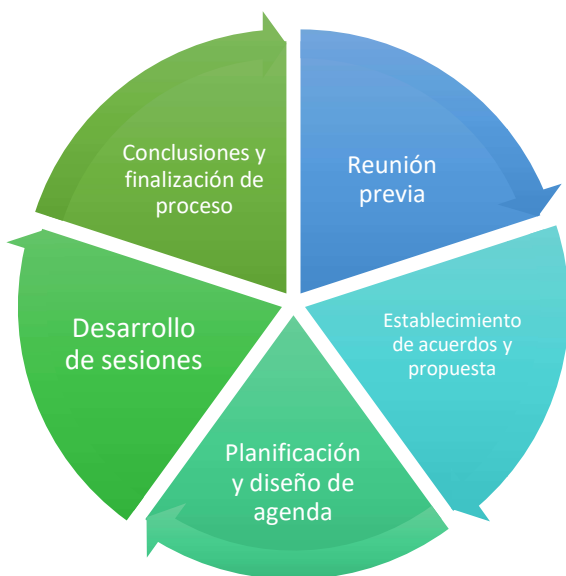 Reunión
previa
Establecimiento
de acuerdos y
propuesta
Planificación
y diseño de
agenda
Desarrollo
de sesiones
Conclusiones y
finalización de
proceso